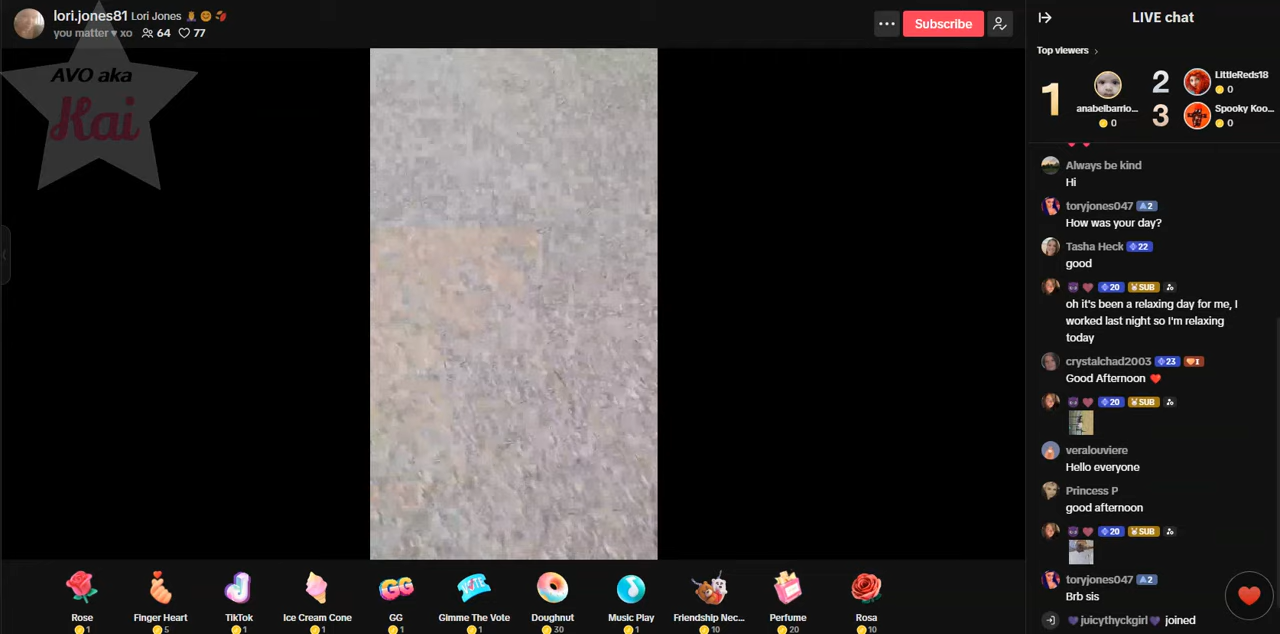 lori.jones81 Lori Jones
you matter ♥ xo 64 77
Subscribe
AVO aka
Kai
LIVE chat
Top viewers >
1 anabelbarrio... 0
2 LittleReds18 0
3 Spooky Koo... 0
Always be kind
Hi
toryjones047 2
How was your day?
Tasha Heck 22
good
20 SUB
oh it's been a relaxing day for me, I
worked last night so I'm relaxing
today
crystalchad2003 23 I
Good Afternoon ❤️
20 SUB
veralouviere
Hello everyone
Princess P
good afternoon
20 SUB
toryjones047 2
Brb sis
juicythyckgirl joined
Rose
1
Finger Heart
5
TikTok
1
Ice Cream Cone
1
GG
GG
1
VOTE
Gimme The Vote
1
Doughnut
30
Music Play
1
Friendship Nec...
10
Perfume
20
Rosa
10